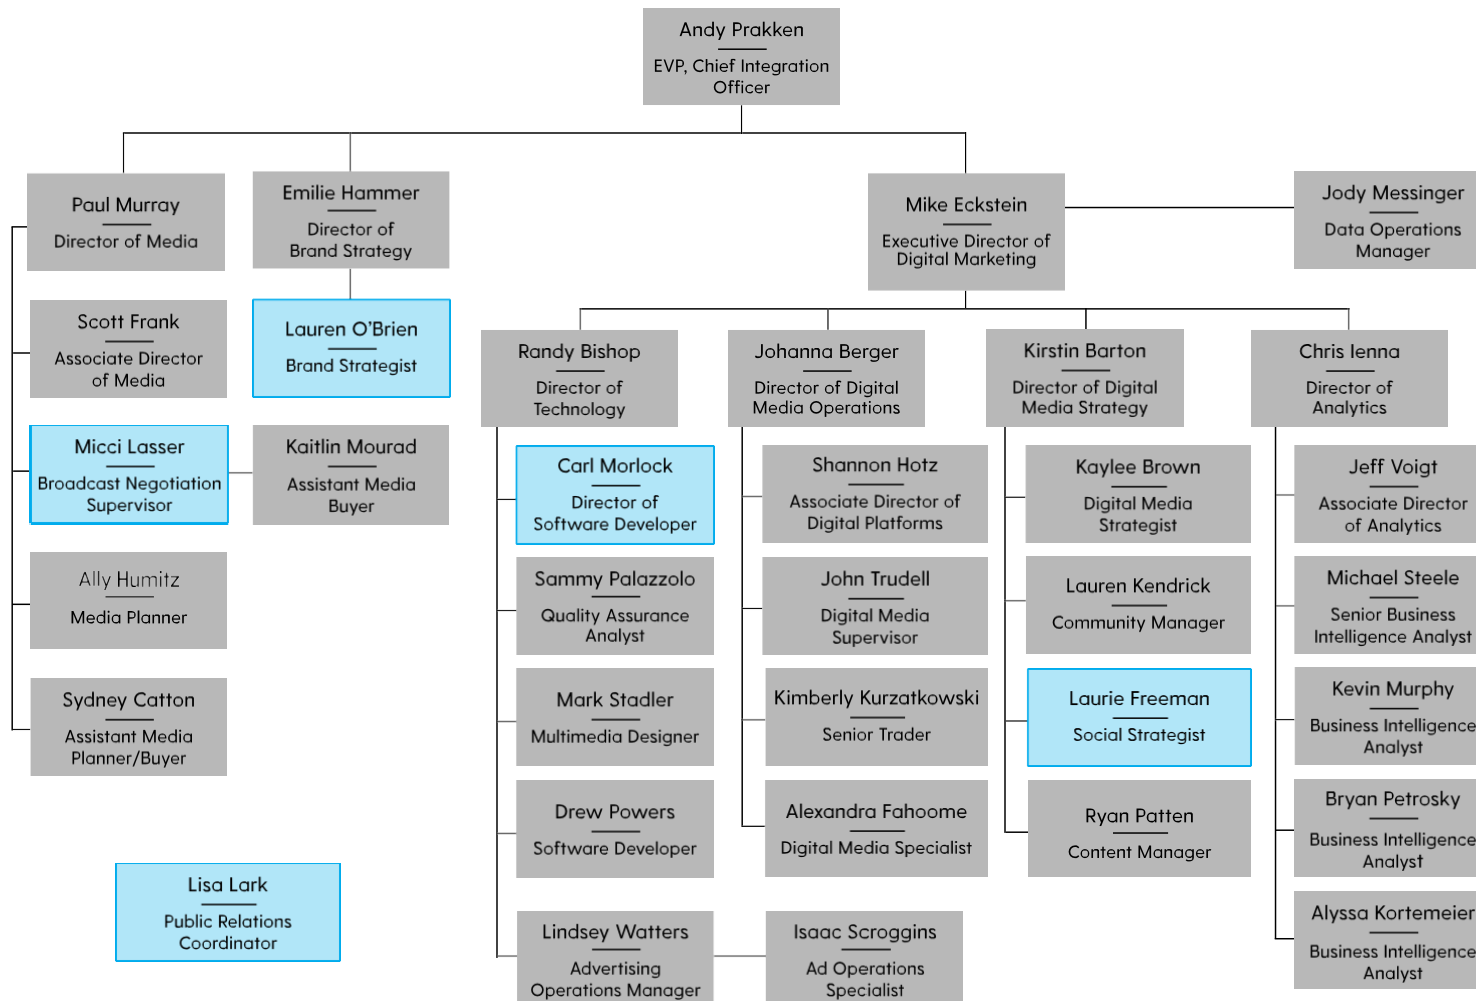 Andy Prakken
EVP, Chief Integration
Officer
Paul Murray
Director of Media
Emilie Hammer
Director of
Brand Strategy
Mike Eckstein
Executive Director of
Digital Marketing
Jody Messinger
Data Operations
Manager
Scott Frank
Associate Director
of Media
Lauren O'Brien
Brand Strategist
Micci Lasser
Broadcast Negotiation
Supervisor
Kaitlin Mourad
Assistant Media
Buyer
Ally Humitz
Media Planner
Sydney Catton
Assistant Media
Planner/Buyer
Lisa Lark
Public Relations
Coordinator
Randy Bishop
Director of
Technology
Carl Morlock
Director of
Software Developer
Sammy Palazzolo
Quality Assurance
Analyst
Mark Stadler
Multimedia Designer
Drew Powers
Software Developer
Lindsey Watters
Advertising
Operations Manager
Isaac Scroggins
Ad Operations
Specialist
Johanna Berger
Director of Digital
Media Operations
Shannon Hotz
Associate Director of
Digital Platforms
John Trudell
Digital Media
Supervisor
Kimberly Kurzatkowski
Senior Trader
Alexandra Fahoome
Digital Media Specialist
Kirstin Barton
Director of Digital
Media Strategy
Kaylee Brown
Digital Media
Strategist
Lauren Kendrick
Community Manager
Laurie Freeman
Social Strategist
Ryan Patten
Content Manager
Chris Ienna
Director of
Analytics
Jeff Voigt
Associate Director
of Analytics
Michael Steele
Senior Business
Intelligence Analyst
Kevin Murphy
Business Intelligence
Analyst
Bryan Petrosky
Business Intelligence
Analyst
Alyssa Kortemeier
Business Intelligence
Analyst